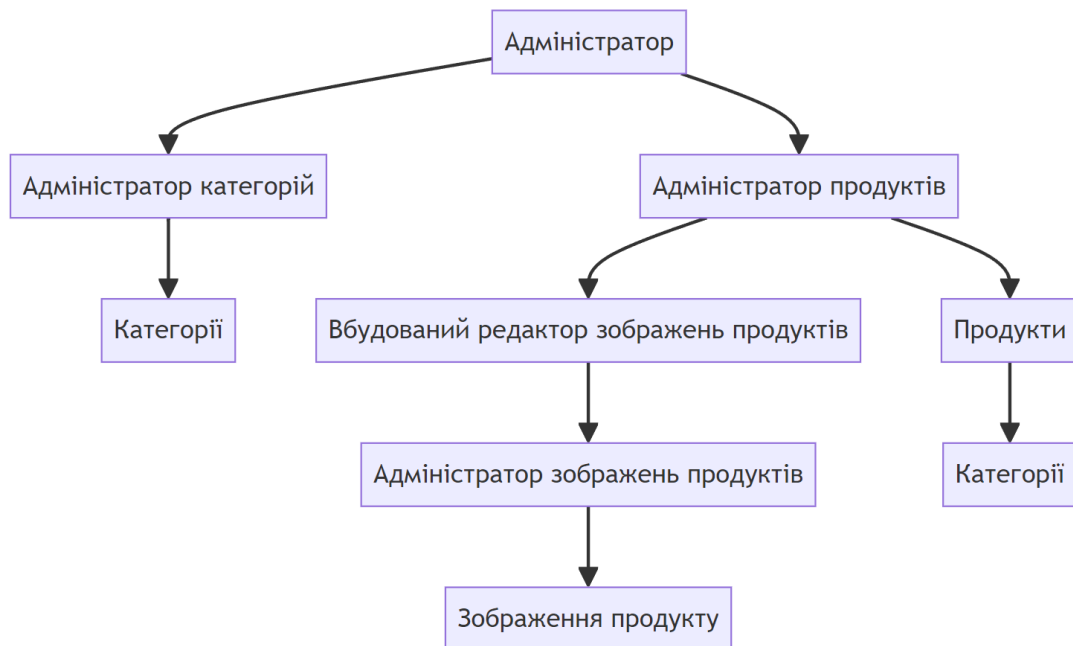 Адміністратор
Адміністратор категорій
Адміністратор продуктів
Категорії
Вбудований редактор зображень продуктів
Продукти
Адміністратор зображень продуктів
Категорії
Зображення продукту